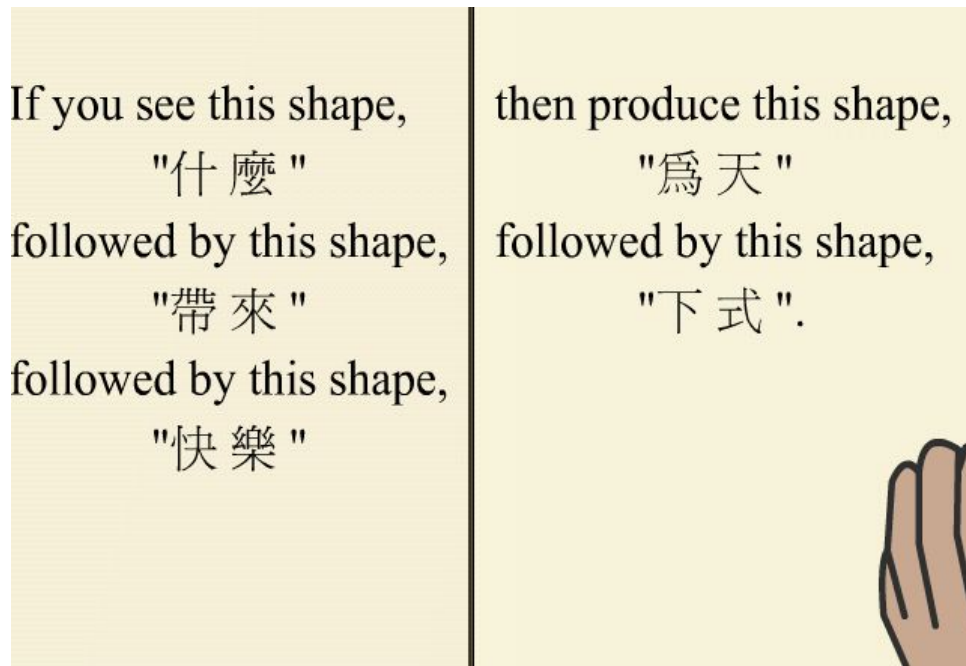 If you see this shape,
"什 麼 "
followed by this shape,
"帶 來 "
followed by this shape,
"快 樂 "
then produce this shape,
"爲 天 "
followed by this shape,
"下 式 ".